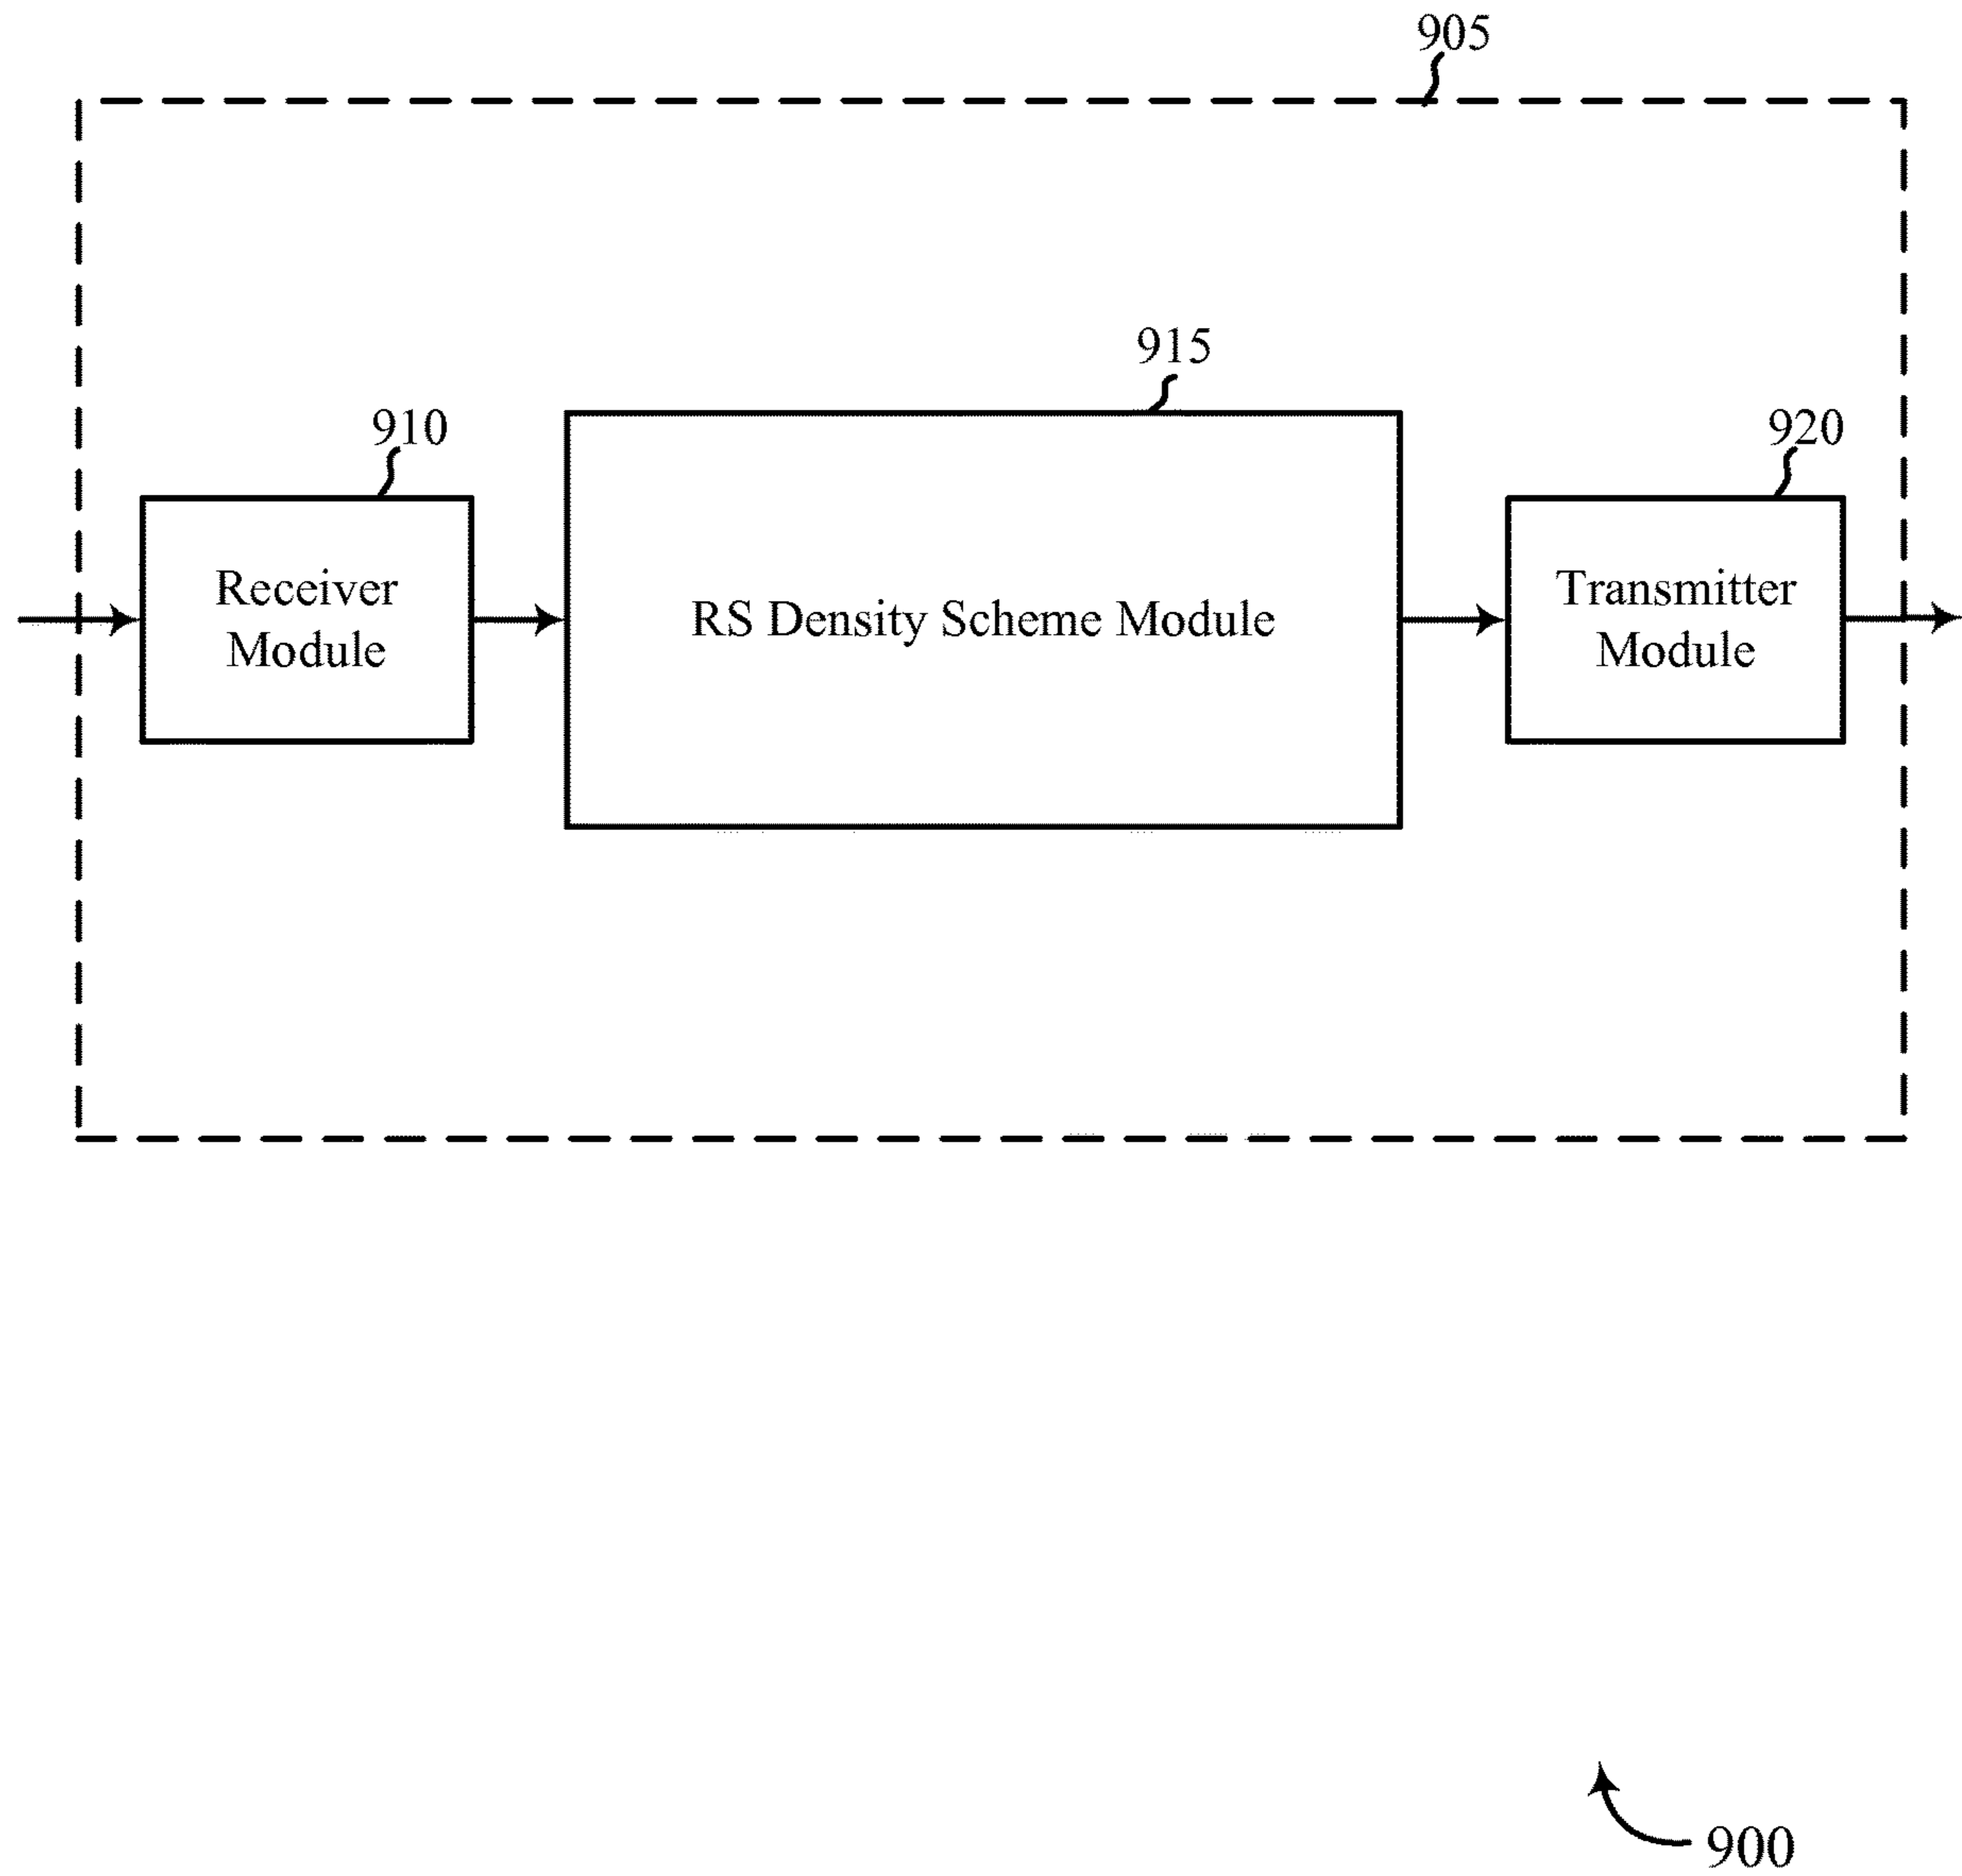 905
915
910
920
Receiver
Module
RS Density Scheme Module
Transmitter
Module
900